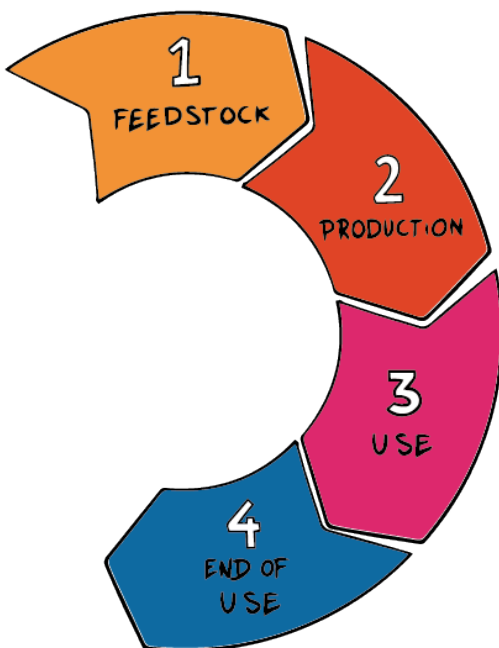 1
FEEDSTOCK
2
PRODUCTION
3
USE
4
END OF
USE